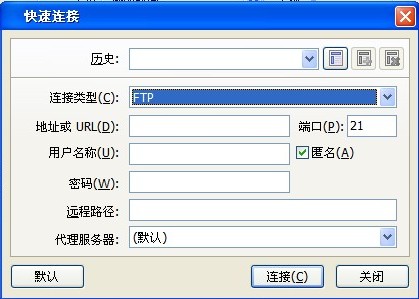 快速连接
历史:
连接类型(C): FTP
地址或 URL(D): 端口(P): 21
用户名称(U): 匿名(A)
密码(W):
远程路径:
代理服务器: (默认)
默认 连接(C) 关闭